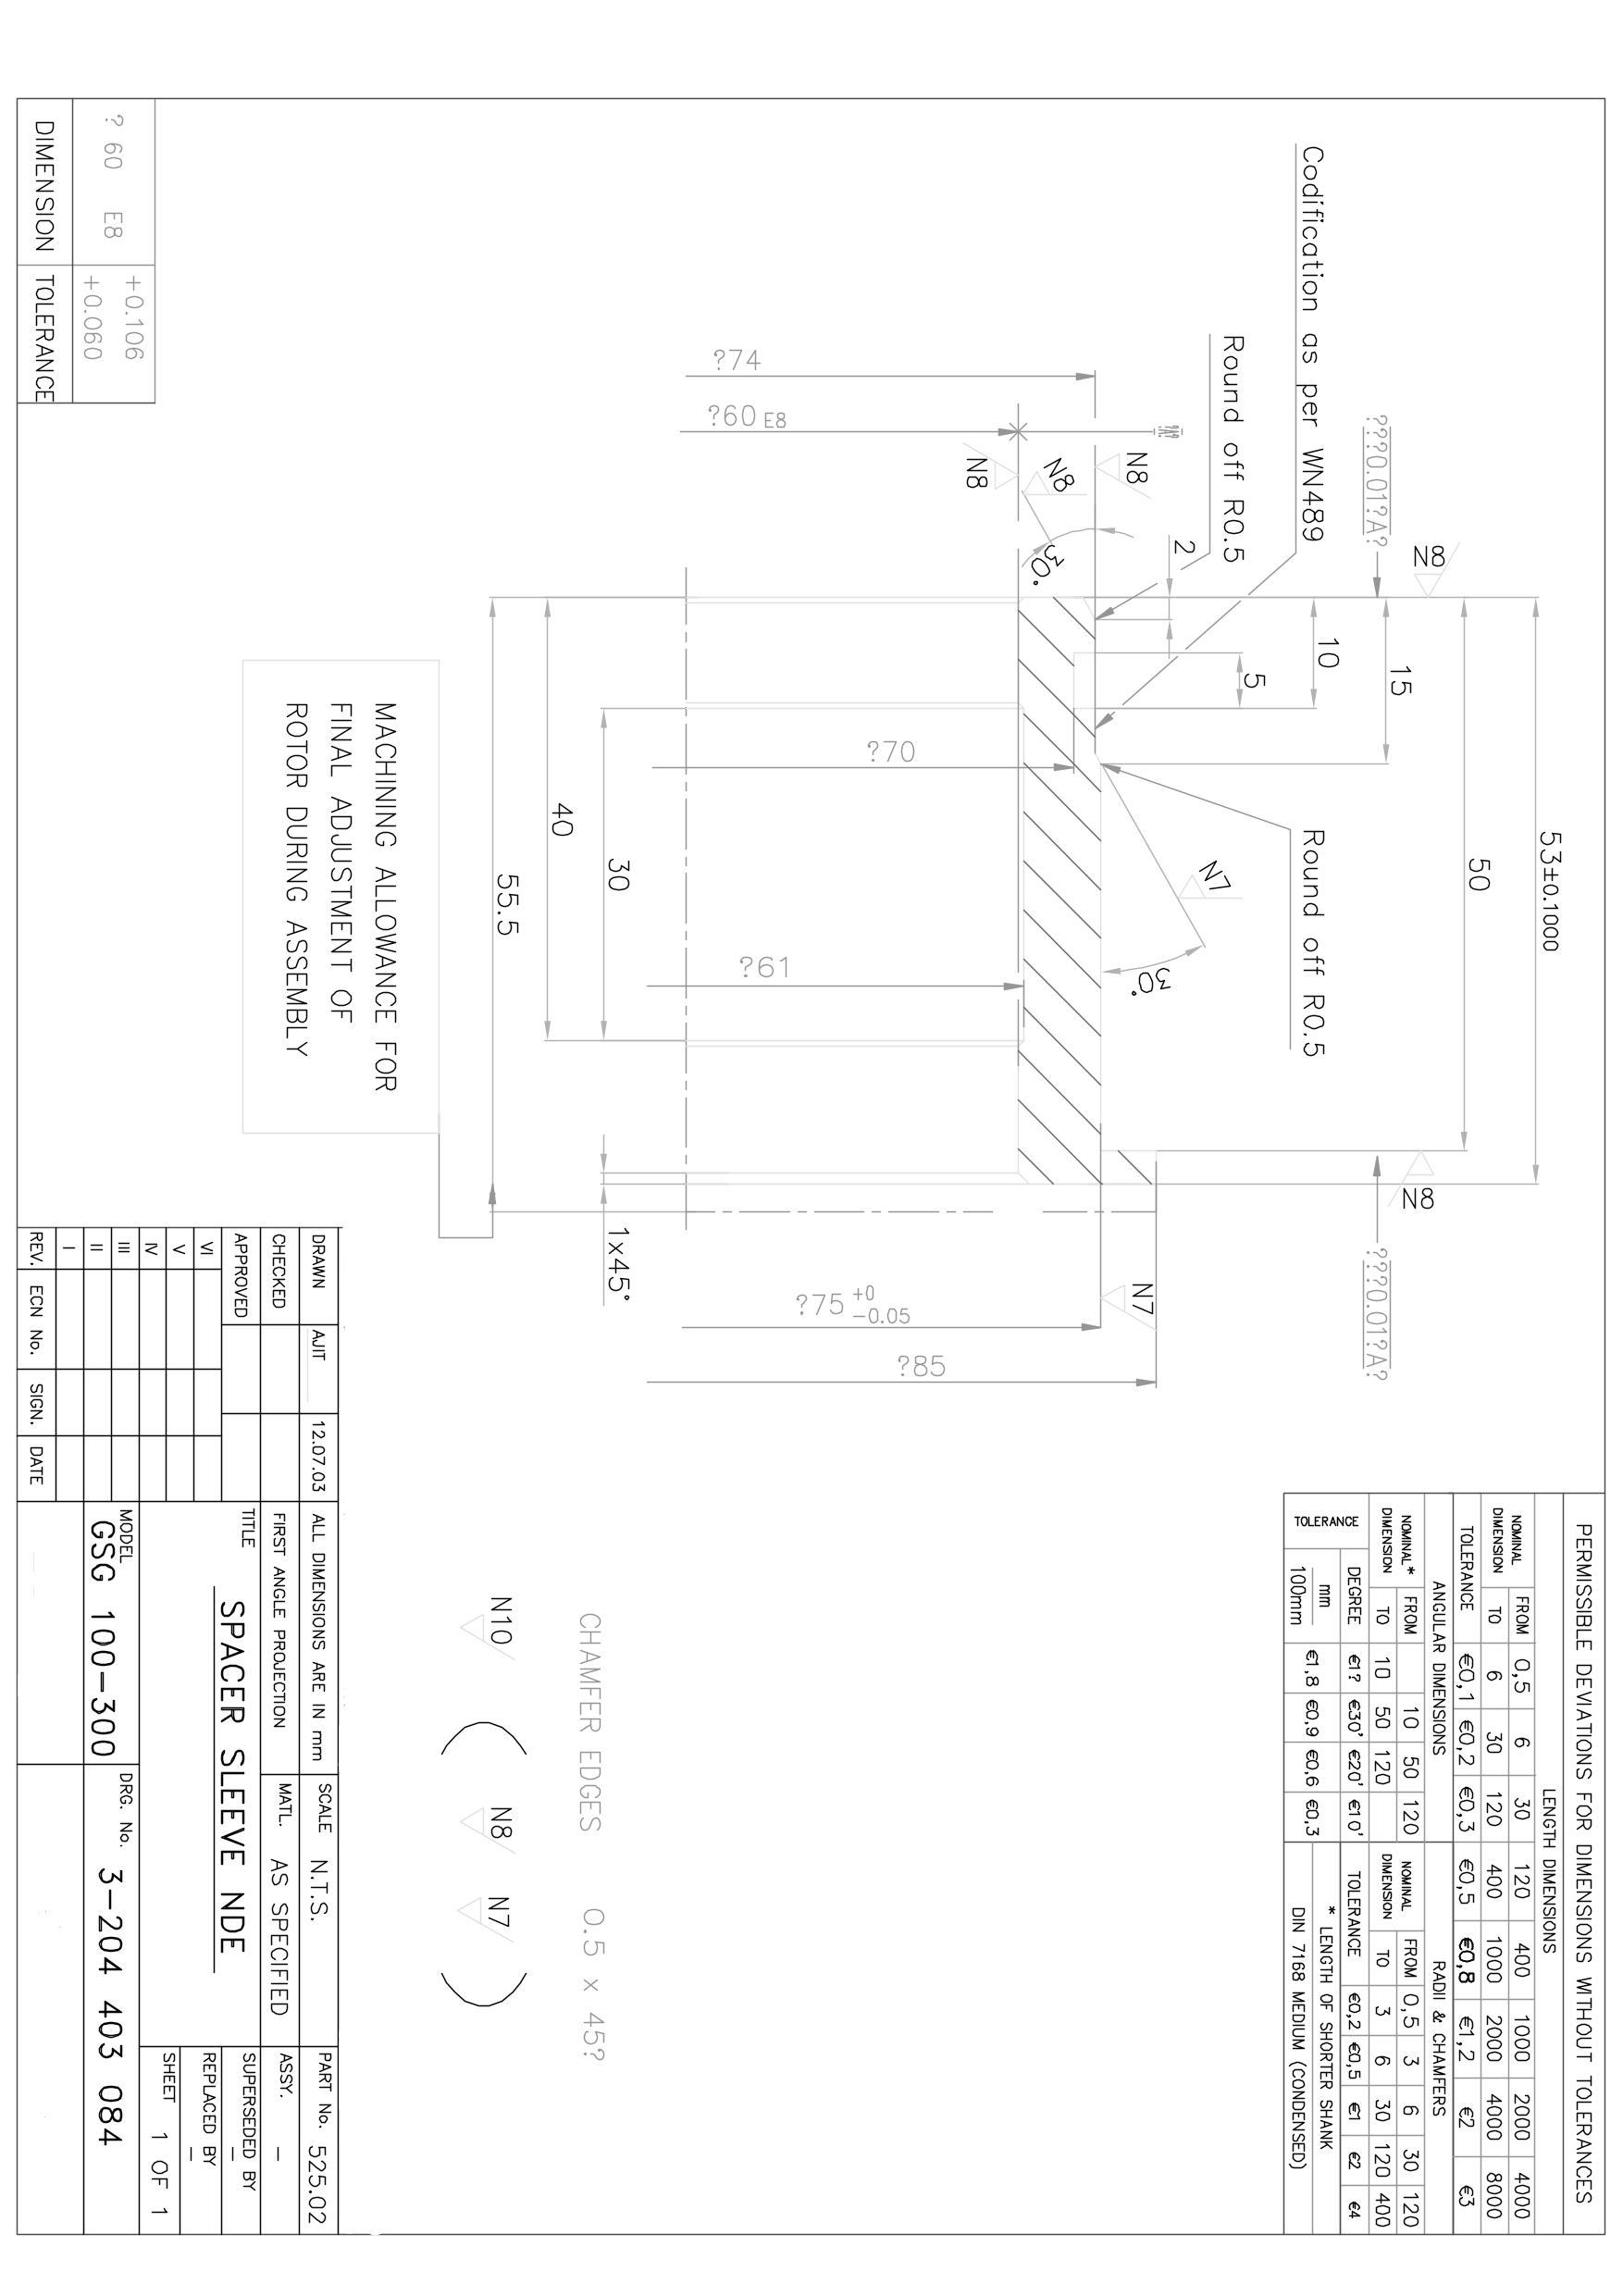 PERMISSIBLE DEVIATIONS FOR DIMENSIONS WITHOUT TOLERANCES
LENGTH DIMENSIONS
NOMINAL DIMENSION FROM 0,5 6 30 120 400 1000 2000 4000
TO 6 30 120 400 1000 2000 4000 8000
TOLERANCE €0,1 €0,2 €0,3 €0,5 €0,8 €1,2 €2 €3
ANGULAR DIMENSIONS
NOMINAL* DIMENSION FROM 10 50 120
TO 10 50 120
TOLERANCE DEGREE €1? €30' €20' €10'
mm 100mm €1,8 €0,9 €0,6 €0,3
RADII & CHAMFERS
NOMINAL DIMENSION FROM 0,5 3 6 30 120
TO 3 6 30 120 400
TOLERANCE €0,2 €0,5 €1 €2 €4
* LENGTH OF SHORTER SHANK
DIN 7168 MEDIUM (CONDENSED)
53±0.1000
50
15
10
5
2
N8
N8
???0.01?A?
???0.01?A?
Codification as per WN489
Round off R0.5
Round off R0.5
N7
30°
30°
N8
N8
N8
?74
?60 E8
?70
?61
?75 +0
-0.05
?85
N7
1x45°
30
40
55.5
MACHINING ALLOWANCE FOR
FINAL ADJUSTMENT OF
ROTOR DURING ASSEMBLY
CHAMFER EDGES 0.5 x 45?
N10 ( N8 N7 )
? 60 E8 +0.106
+0.060
DIMENSION TOLERANCE
DRAWN AJIT 12.07.03
CHECKED
APPROVED
VI
V
IV
III
II
I
REV. ECN No. SIGN. DATE
ALL DIMENSIONS ARE IN mm
FIRST ANGLE PROJECTION
SCALE N.T.S.
MATL. AS SPECIFIED
PART No. 525.02
ASSY. –
SUPERSEDED BY
–
REPLACED BY
–
SHEET 1 OF 1
TITLE
SPACER SLEEVE NDE
MODEL
GSG 100-300
DRG. No. 3-204 403 084